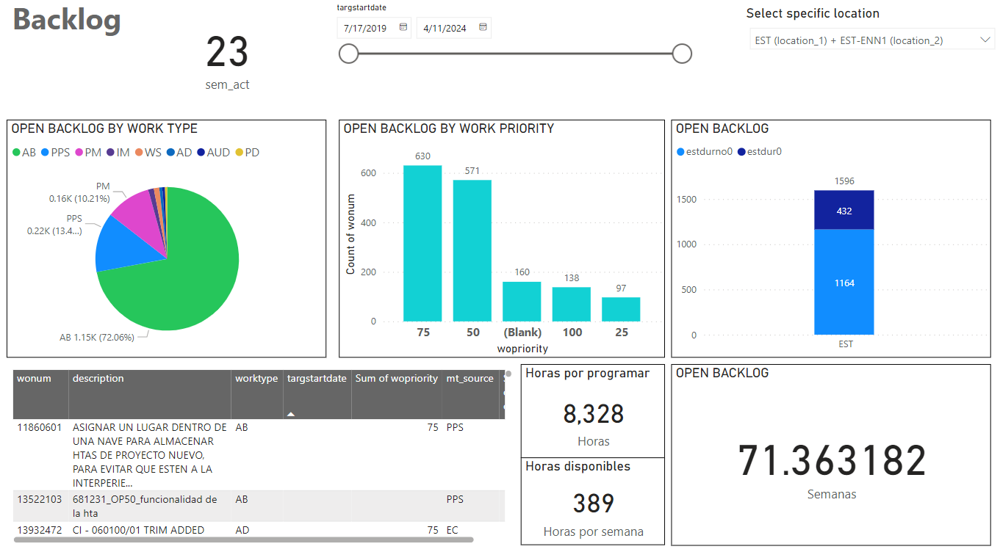 Backlog
23
sem_act
targstartdate
7/17/2019
4/11/2024
Select specific location
EST (location_1) + EST-ENN1 (location_2)
OPEN BACKLOG BY WORK TYPE
AB PPS PM IM WS AD AUD PD
PM
0.16K (10.21%)
PPS
0.22K (13.4...)
AB 1.15K (72.06%)
OPEN BACKLOG BY WORK PRIORITY
Count of wonum
600
400
200
0
630
571
160
138
97
75
50
(Blank)
100
25
wopriority
OPEN BACKLOG
estdurno0 estdur0
1596
1500
1000
500
0
432
1164
EST
wonum description worktype targstartdate Sum of wopriority mt_source
11860601 ASIGNAR UN LUGAR DENTRO DE AB 75 PPS
UNA NAVE PARA ALMACENAR
HTAS DE PROYECTO NUEVO,
PARA EVITAR QUE ESTEN A LA
INTERPERIE...
13522103 681231_OP50_funcionalidad de AB PPS
la hta
13932472 CI - 060100/01 TRIM ADDED AD 75 EC
Horas por programar
8,328
Horas
Horas disponibles
389
Horas por semana
OPEN BACKLOG
71.363182
Semanas